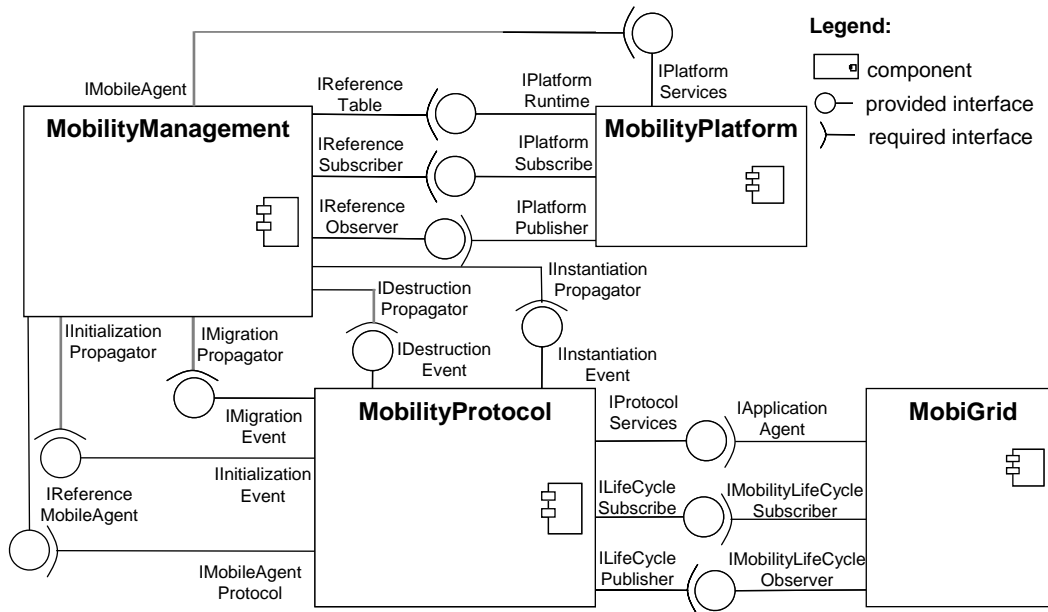 Legend:
component
provided interface
required interface
IMobileAgent
IPlatform
Services
IReference
Table
IPlatform
Runtime
MobilityManagement
MobilityPlatform
IReference
Subscriber
IPlatform
Subscribe
IReference
Observer
IPlatform
Publisher
IInstantiation
Propagator
IDestruction
Propagator
IInitialization
Propagator
IMigration
Propagator
IDestruction
Event
IInstantiation
Event
MobilityProtocol
MobiGrid
IMigration
Event
IProtocol
Services
IApplication
Agent
IInitialization
Event
IReference
MobileAgent
ILifeCycle
Subscribe
IMobilityLifeCycle
Subscriber
IMobileAgent
Protocol
ILifeCycle
Publisher
IMobilityLifeCycle
Observer